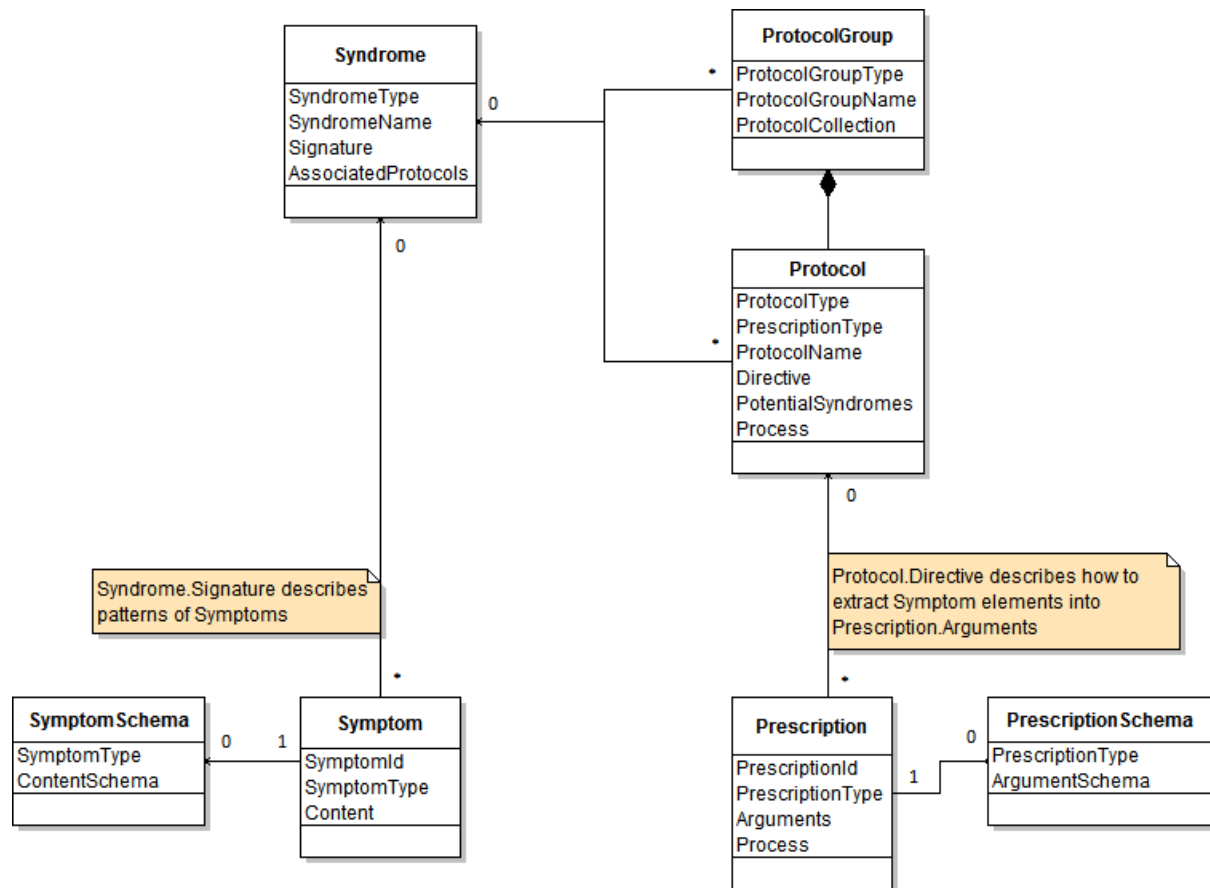 Syndrome
SyndromeType
SyndromeName
Signature
AssociatedProtocols
0
0
ProtocolGroup
ProtocolGroupType
ProtocolGroupName
ProtocolCollection
*
Protocol
ProtocolType
PrescriptionType
ProtocolName
Directive
PotentialSyndromes
Process
*
0
Syndrome.Signature describes
patterns of Symptoms
Protocol.Directive describes how to
extract Symptom elements into
Prescription.Arguments
SymptomSchema
SymptomType
ContentSchema
0
1
*
Symptom
SymptomId
SymptomType
Content
*
Prescription
PrescriptionId
PrescriptionType
Arguments
Process
1
0
PrescriptionSchema
PrescriptionType
ArgumentSchema